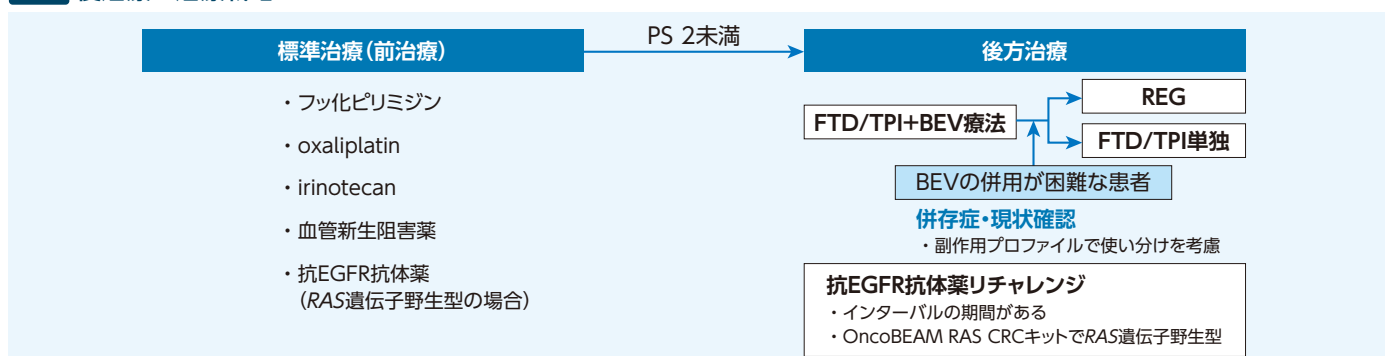 標準治療（前治療）
PS 2未満
後方治療
・フッ化ピリミジン
・oxaliplatin
・irinotecan
・血管新生阻害薬
・抗EGFR抗体薬
（RAS遺伝子野生型の場合）
FTD/TPI+BEV療法
REG
FTD/TPI単独
BEVの併用が困難な患者
併存症・現状確認
・副作用プロファイルで使い分けを考慮
抗EGFR抗体薬リチャレンジ
・インターバルの期間がある
・OncoBEAM RAS CRCキットでRAS遺伝子野生型